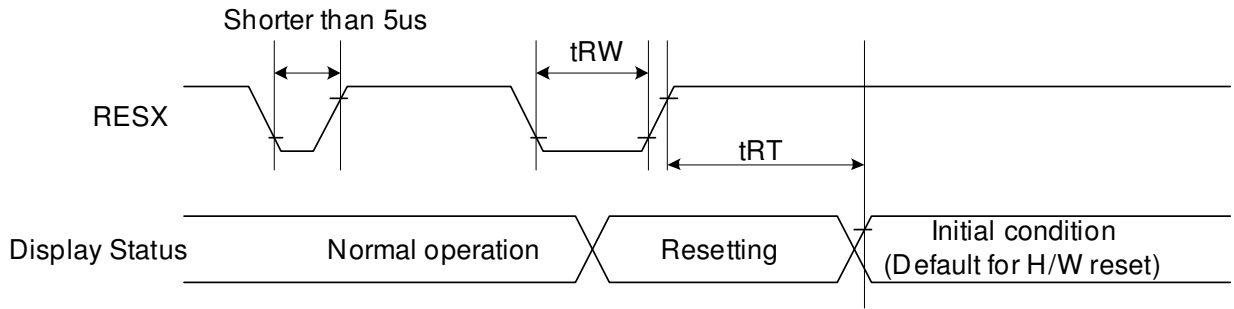 Shorter than 5us
tRW
RESX
tRT
Display Status
Normal operation
Resetting
Initial condition
(Default for H/W reset)